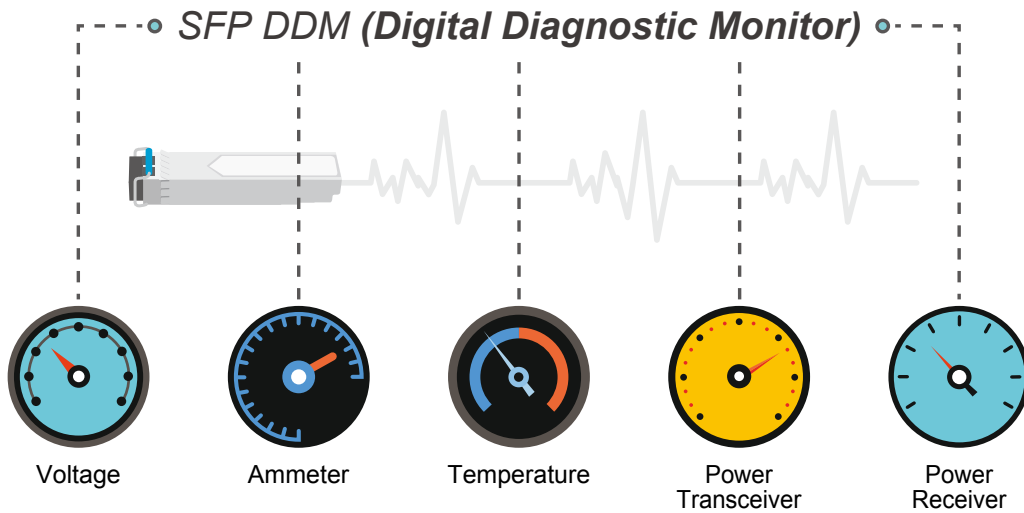 SFP DDM (Digital Diagnostic Monitor)
Voltage
Ammeter
Temperature
Power
Transceiver
Power
Receiver